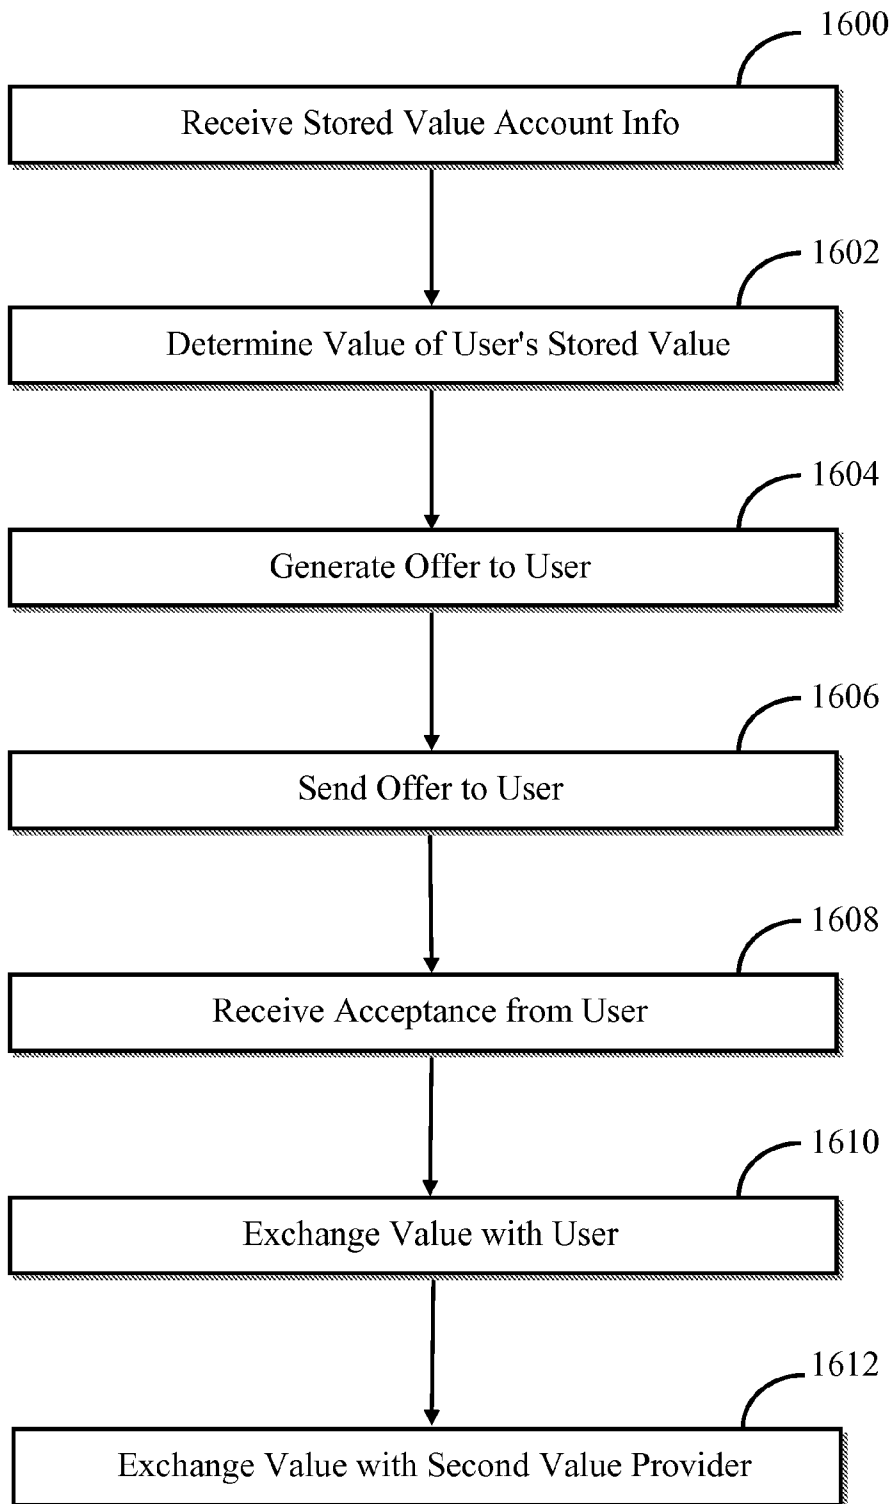 1600
Receive Stored Value Account Info
1602
Determine Value of User's Stored Value
1604
Generate Offer to User
1606
Send Offer to User
1608
Receive Acceptance from User
1610
Exchange Value with User
1612
Exchange Value with Second Value Provider